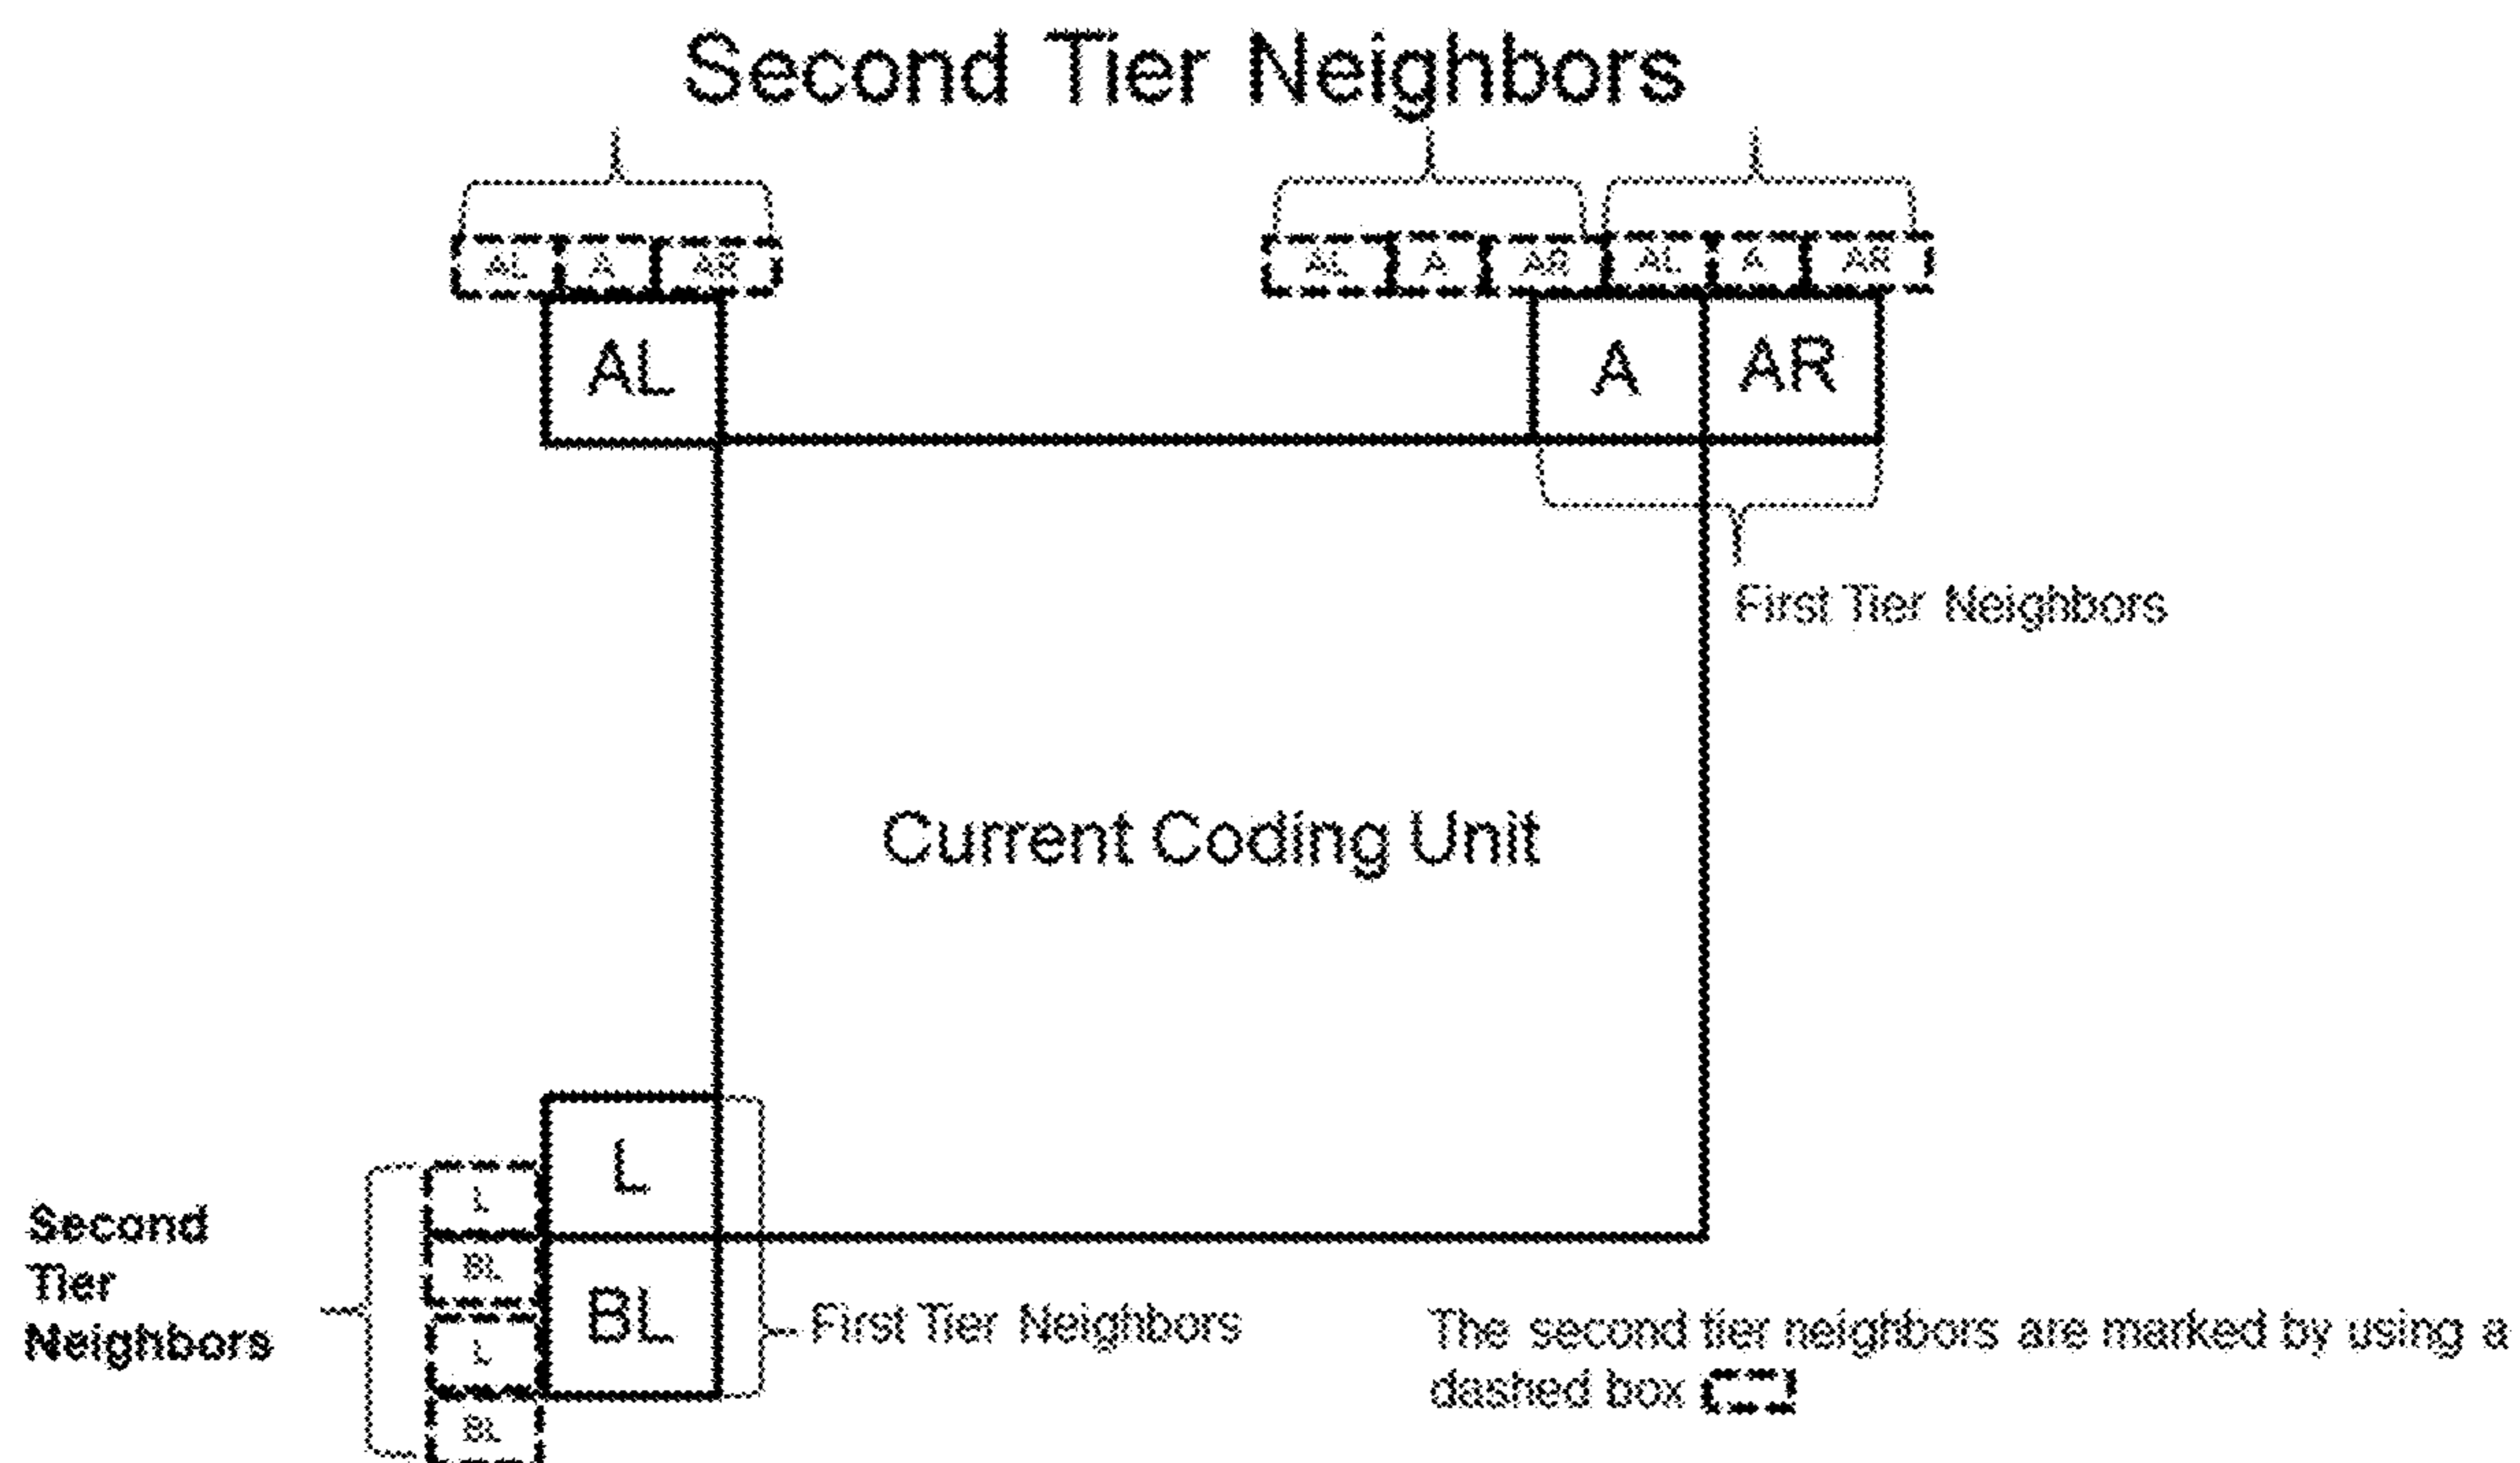 Second Tier Neighbors
AL A AR AL A AR AL A AR
AL A AR
First Tier Neighbors
Current Coding Unit
L
L
Second
Tier
Neighbors
BL
BL
First Tier Neighbors
L
BL
The second tier neighbors are marked by using a
dashed box